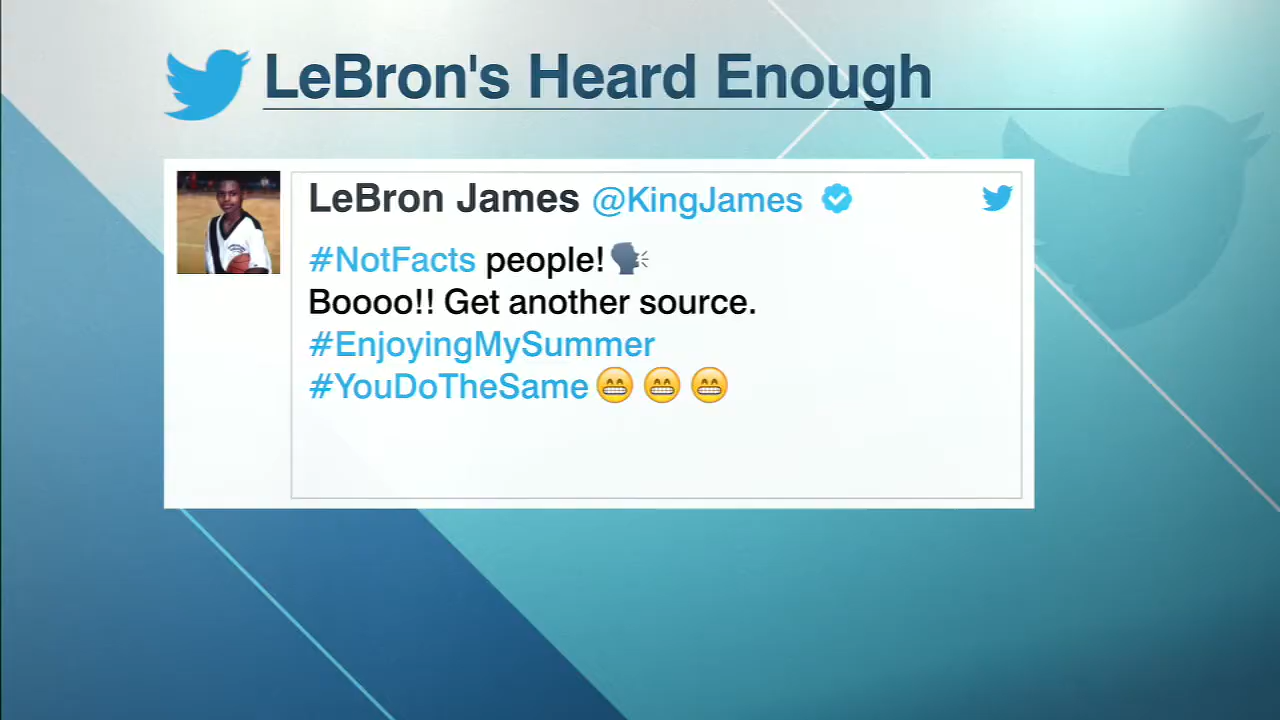 LeBron's Heard Enough
LeBron James @KingJames
#NotFacts people!🗣
Boooo!! Get another source.
#EnjoyingMySummer
#YouDoTheSame 😁 😁 😁